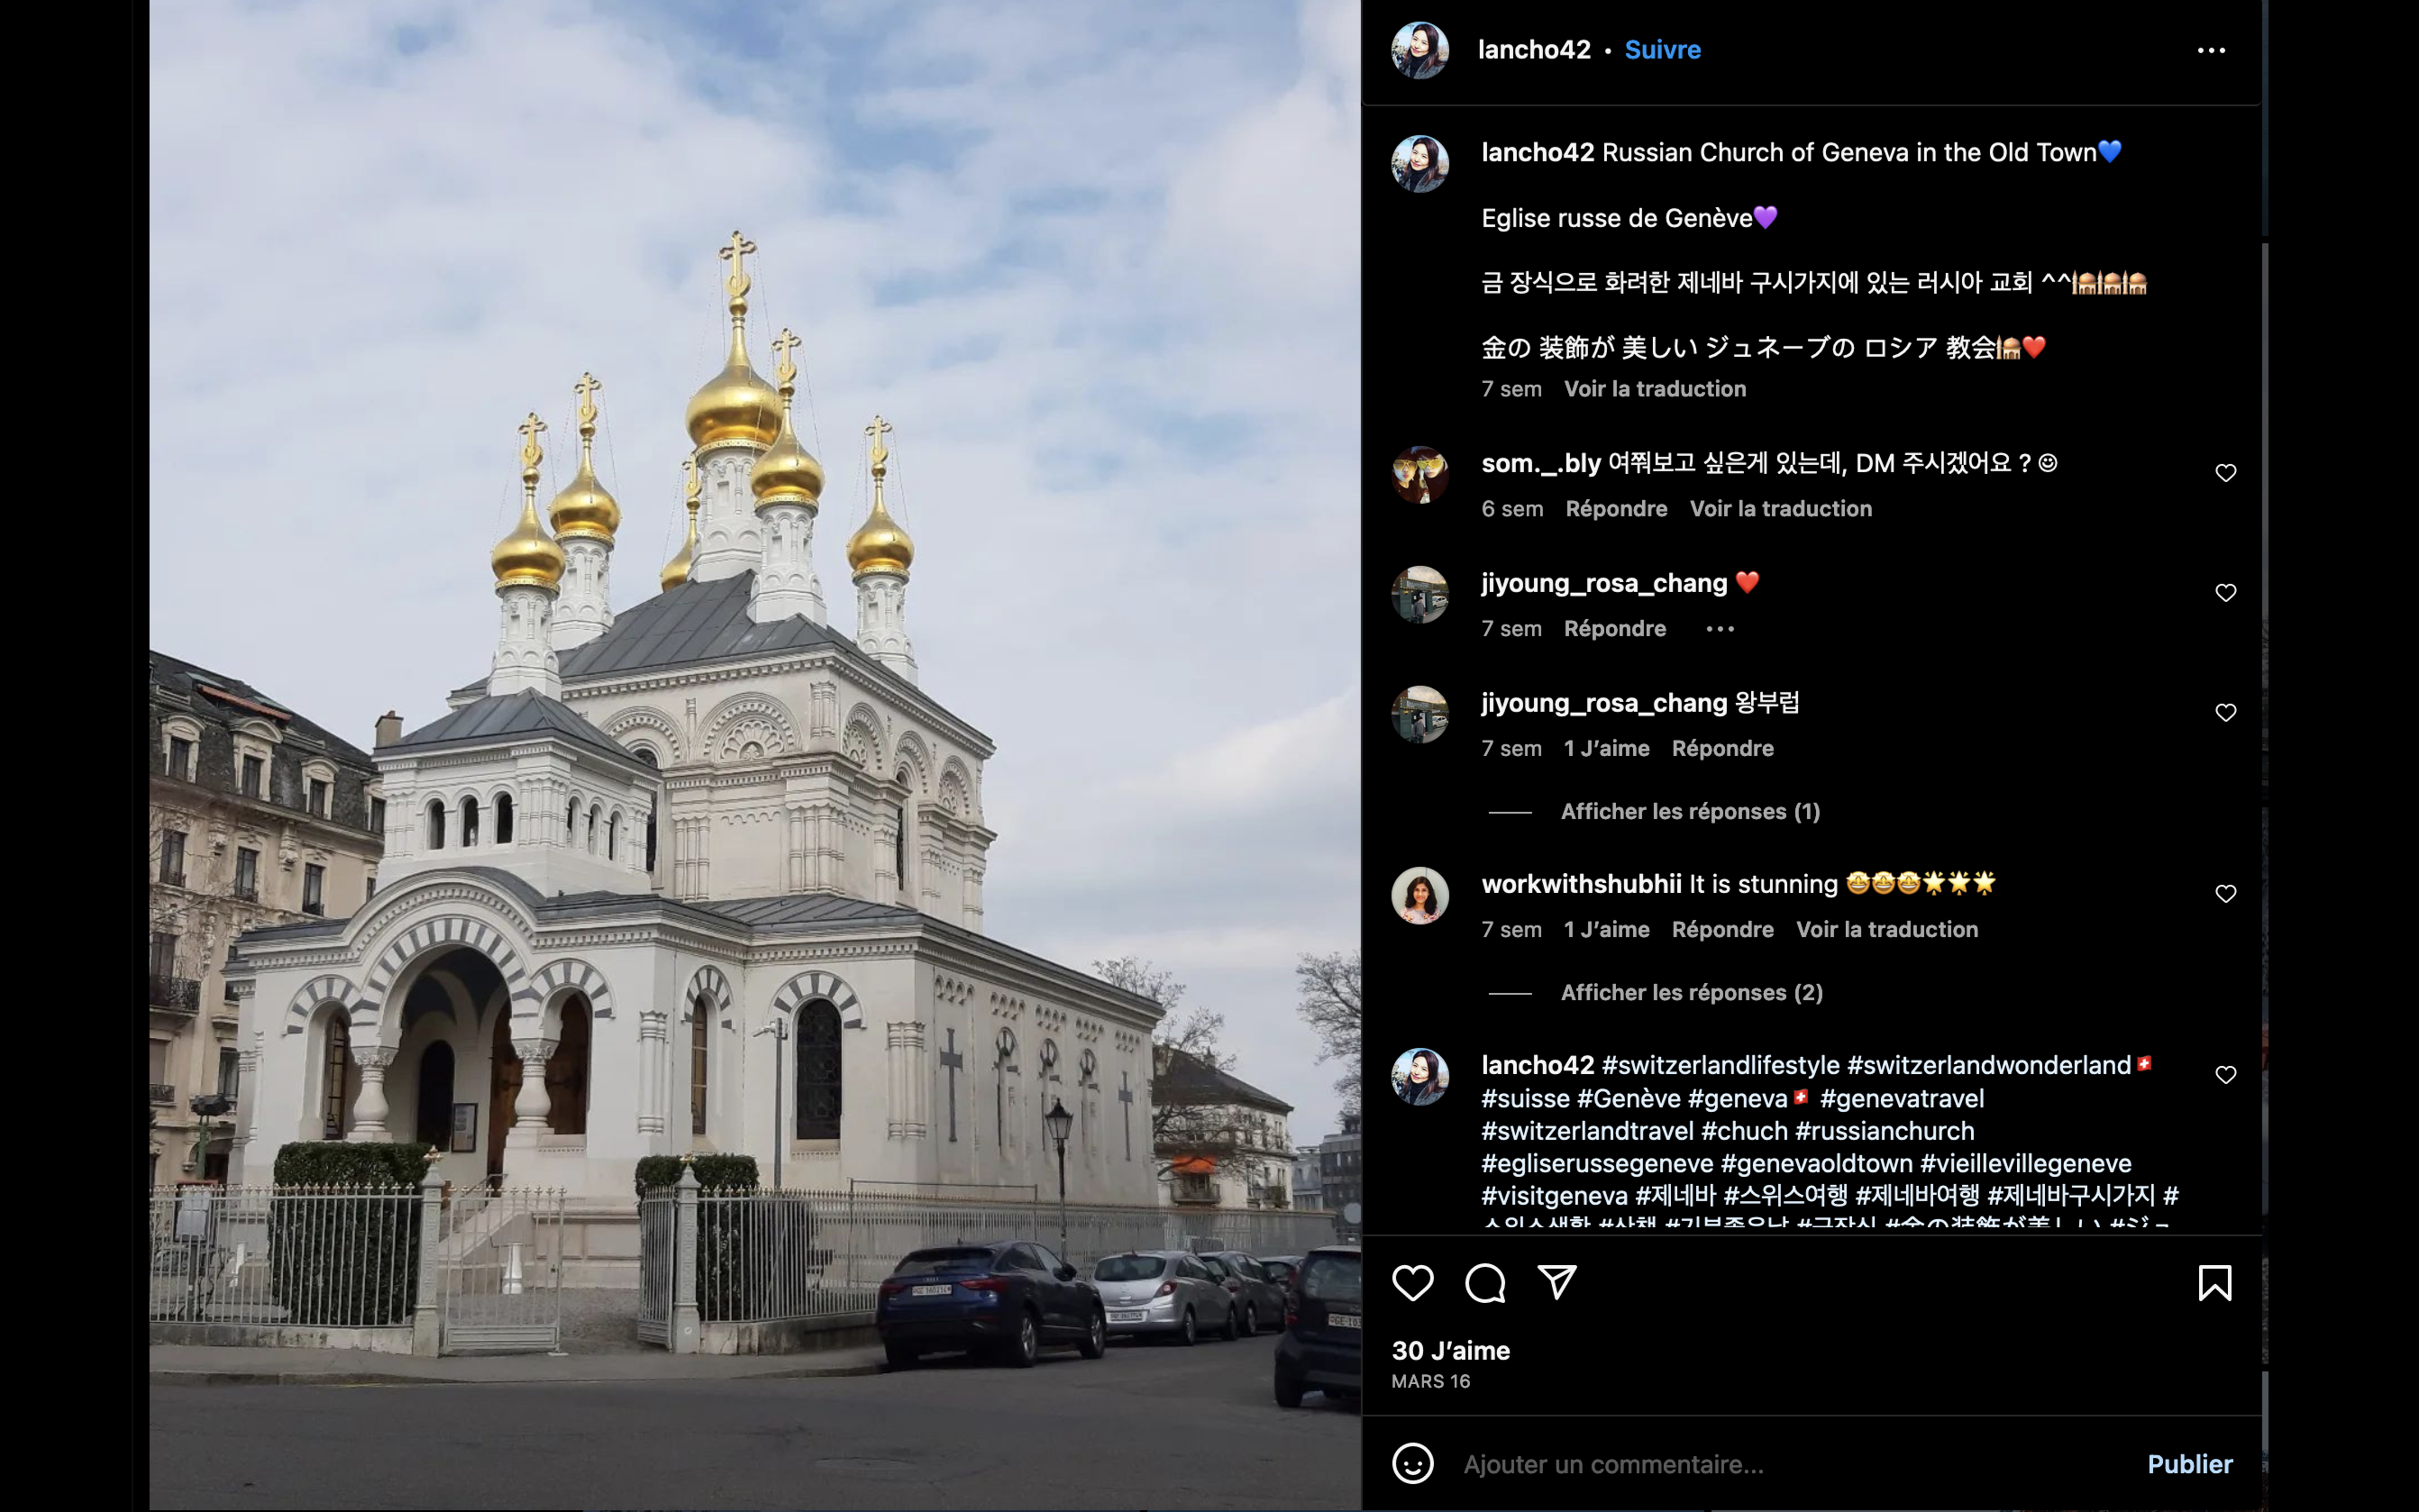 lancho42 • Suivre
lancho42 Russian Church of Geneva in the Old Town💙
Eglise russe de Genève💜
금 장식으로 화려한 제네바 구시가지에 있는 러시아 교회 ^^🕌🕌🕌
金の 装飾が 美しい ジュネーブの ロシア 教会🕌❤️
7 sem Voir la traduction
som._.bly 여쭤보고 싶은게 있는데, DM 주시겠어요 ? ☺
6 sem Répondre Voir la traduction
jiyoung_rosa_chang ❤️
7 sem Répondre •••
jiyoung_rosa_chang 왕부럽
7 sem 1 J’aime Répondre
Afficher les réponses (1)
workwithshubhii It is stunning 🤩🤩🤩🌟🌟🌟
7 sem 1 J’aime Répondre Voir la traduction
Afficher les réponses (2)
lancho42 #switzerlandlifestyle #switzerlandwonderland🇨🇭
#suisse #Genève #geneva🇨🇭 #genevatravel
#switzerlandtravel #chuch #russianchurch
#egliserussegeneve #genevaoldtown #vieillevillegeneve
#visitgeneva #제네바 #스위스여행 #제네바여행 #제네바구시가지 #
30 J’aime
MARS 16
Ajouter un commentaire...
Publier